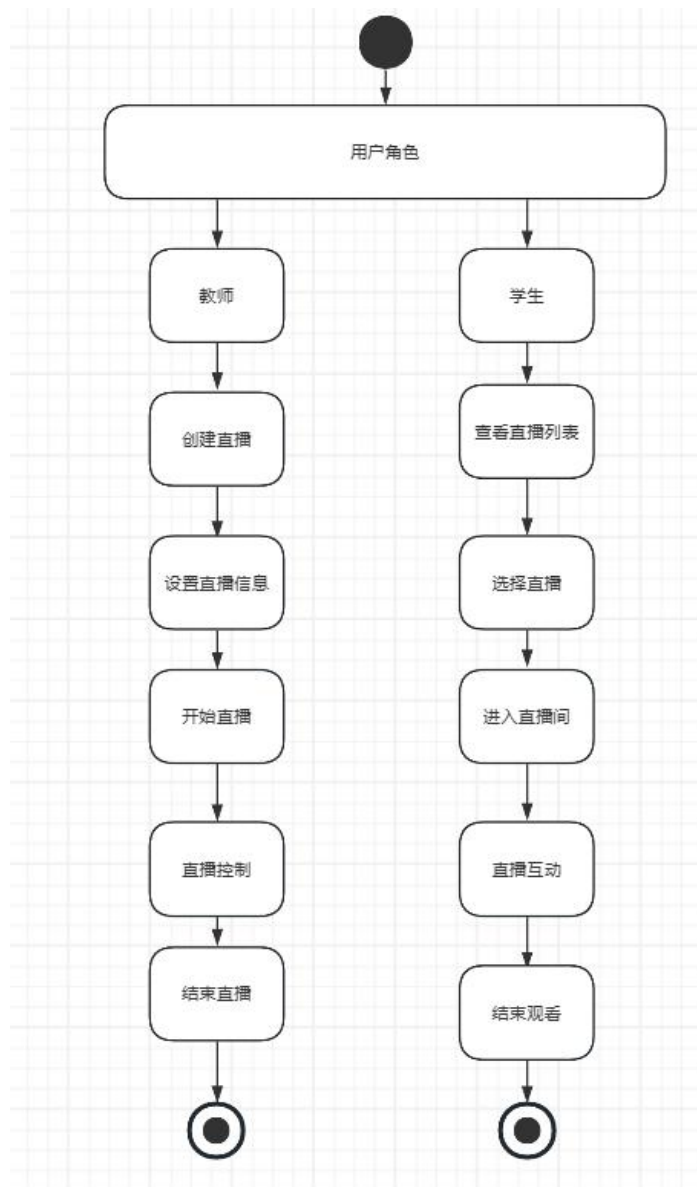 用户角色
教师
学生
创建直播
查看直播列表
设置直播信息
选择直播
开始直播
进入直播间
直播控制
直播互动
结束直播
结束观看